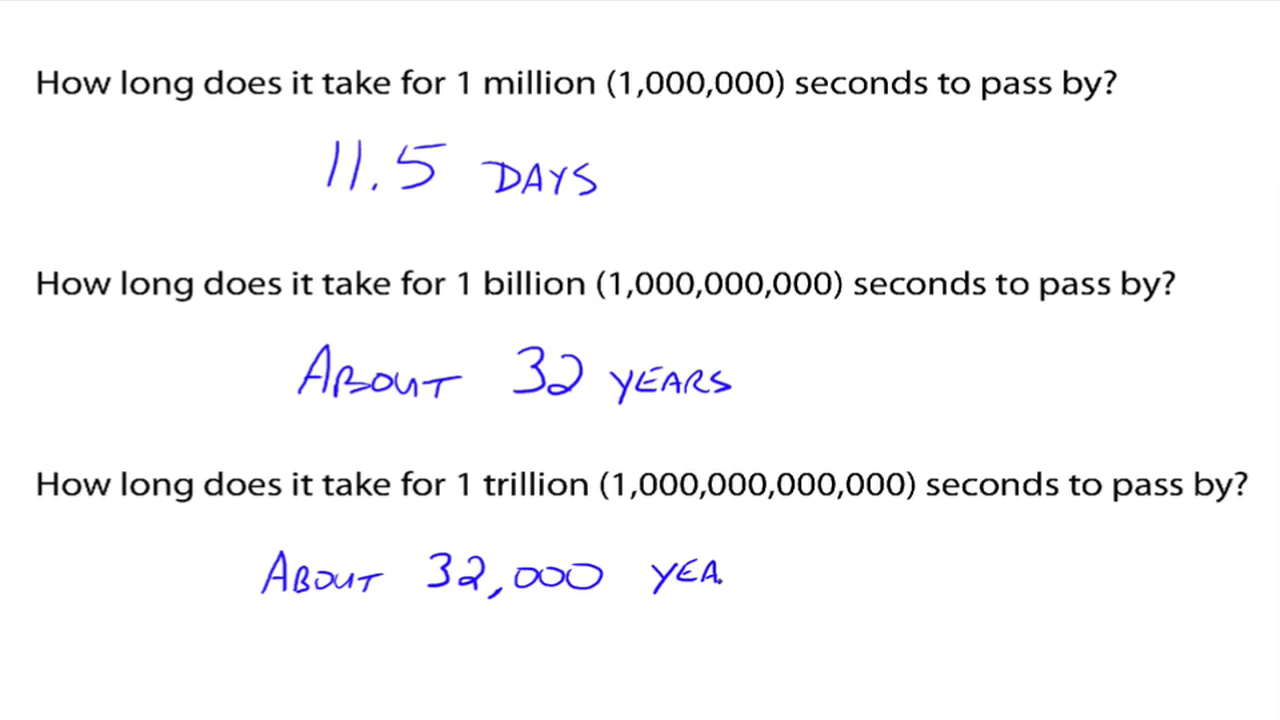 How long does it take for 1 million (1,000,000) seconds to pass by?
11.5 DAYS
How long does it take for 1 billion (1,000,000,000) seconds to pass by?
ABOUT 32 YEARS
How long does it take for 1 trillion (1,000,000,000,000) seconds to pass by?
ABOUT 32,000 YEA